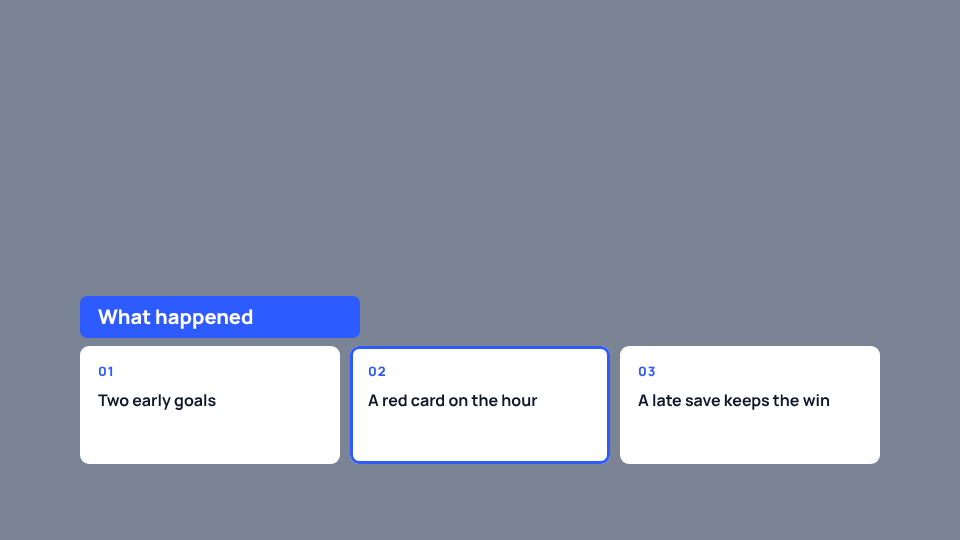 What happened
01
Two early goals
02
A red card on the hour
03
A late save keeps the win